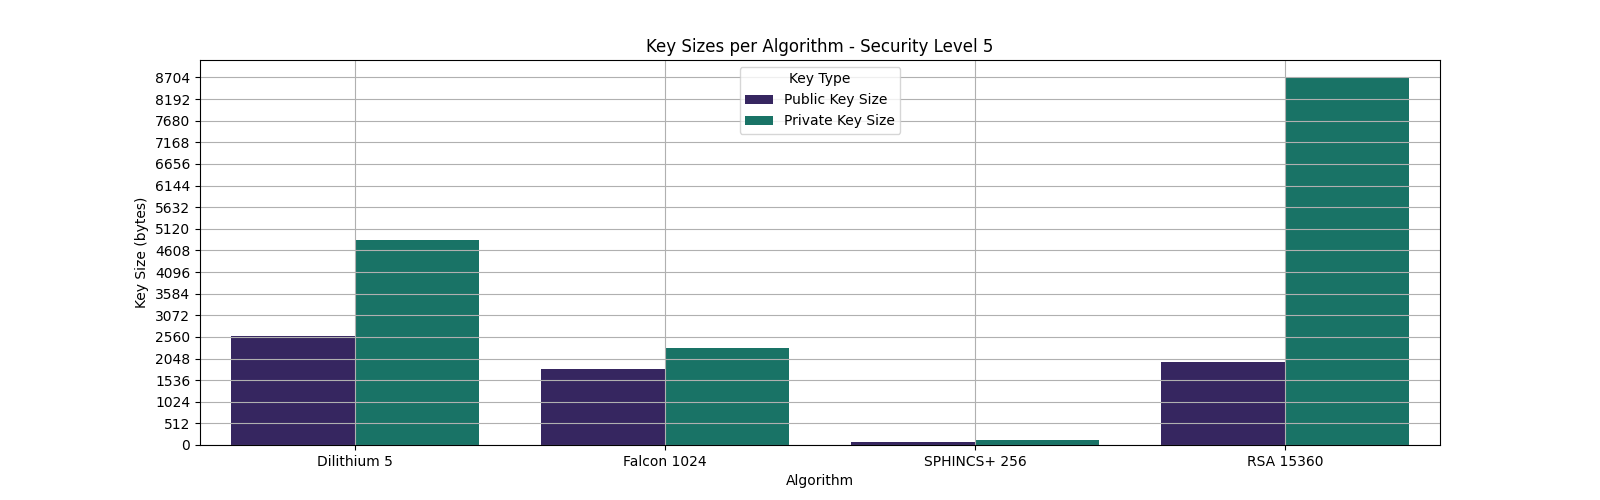 Key Sizes per Algorithm - Security Level 5
Key Type
Public Key Size
Private Key Size
Key Size (bytes)
8704
8192
7680
7168
6656
6144
5632
5120
4608
4096
3584
3072
2560
2048
1536
1024
512
0
Dilithium 5
Falcon 1024
SPHINCS+ 256
RSA 15360
Algorithm